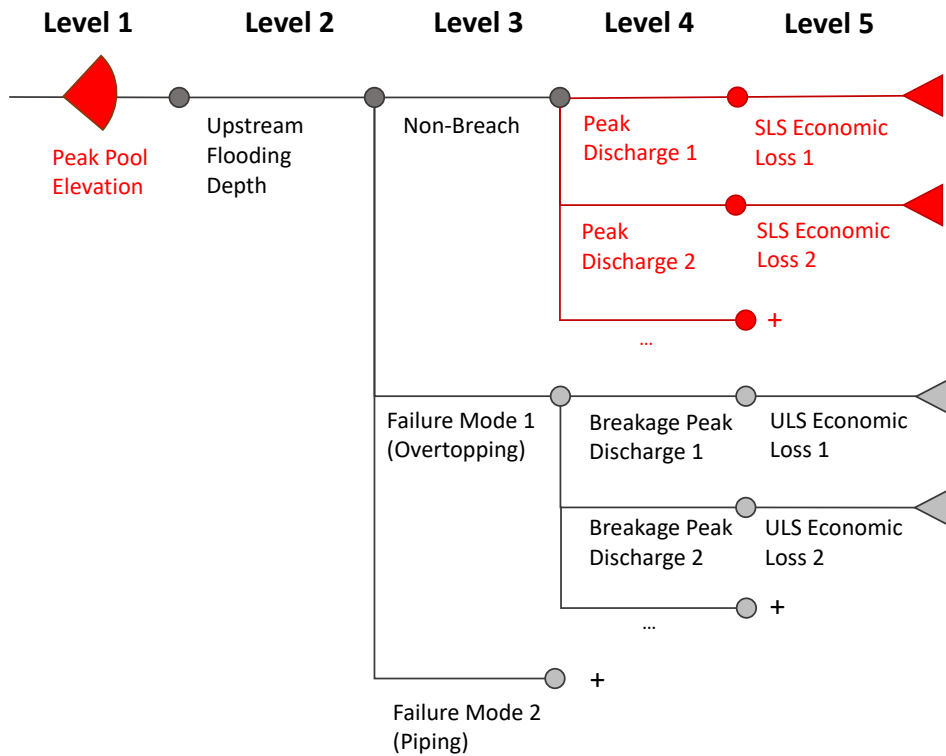 Level 1
Level 2
Level 3
Level 4
Level 5
Peak Pool
Elevation
Upstream
Flooding
Depth
Non-Breach
Peak
Discharge 1
SLS Economic
Loss 1
Peak
Discharge 2
SLS Economic
Loss 2
+
...
Failure Mode 1
(Overtopping)
Breakage Peak
Discharge 1
ULS Economic
Loss 1
Breakage Peak
Discharge 2
ULS Economic
Loss 2
+
...
+
Failure Mode 2
(Piping)